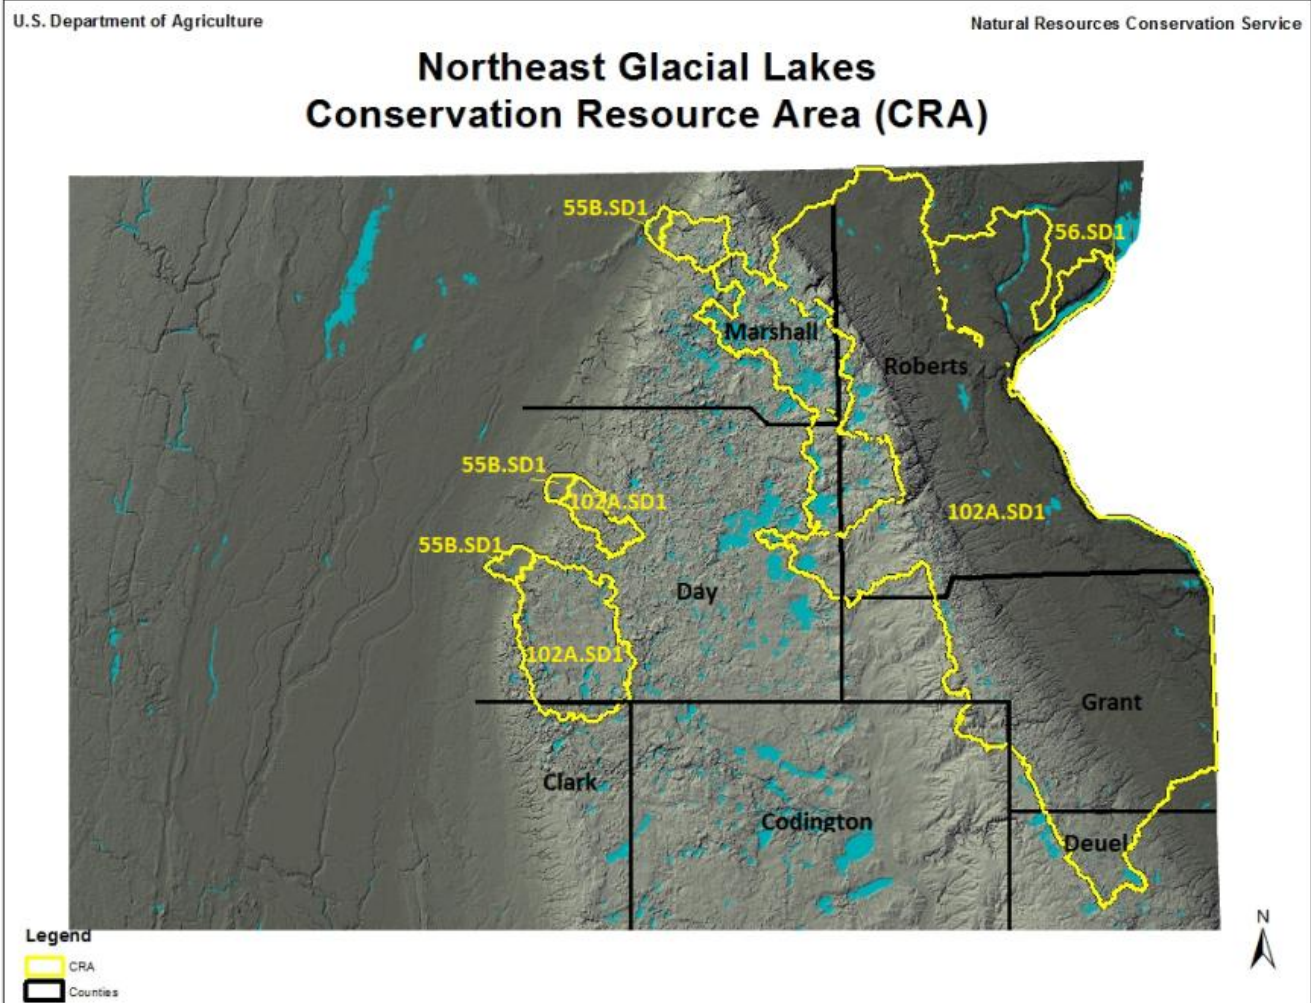 U.S. Department of Agriculture
Natural Resources Conservation Service
Northeast Glacial Lakes
Conservation Resource Area (CRA)
55B.SD1
56.SD1
Marshall
Roberts
55B.SD1
102A.SD1
102A.SD1
55B.SD1
Day
102A.SD1
Grant
Clark
Codington
Deuel
N
Legend
CRA
Counties